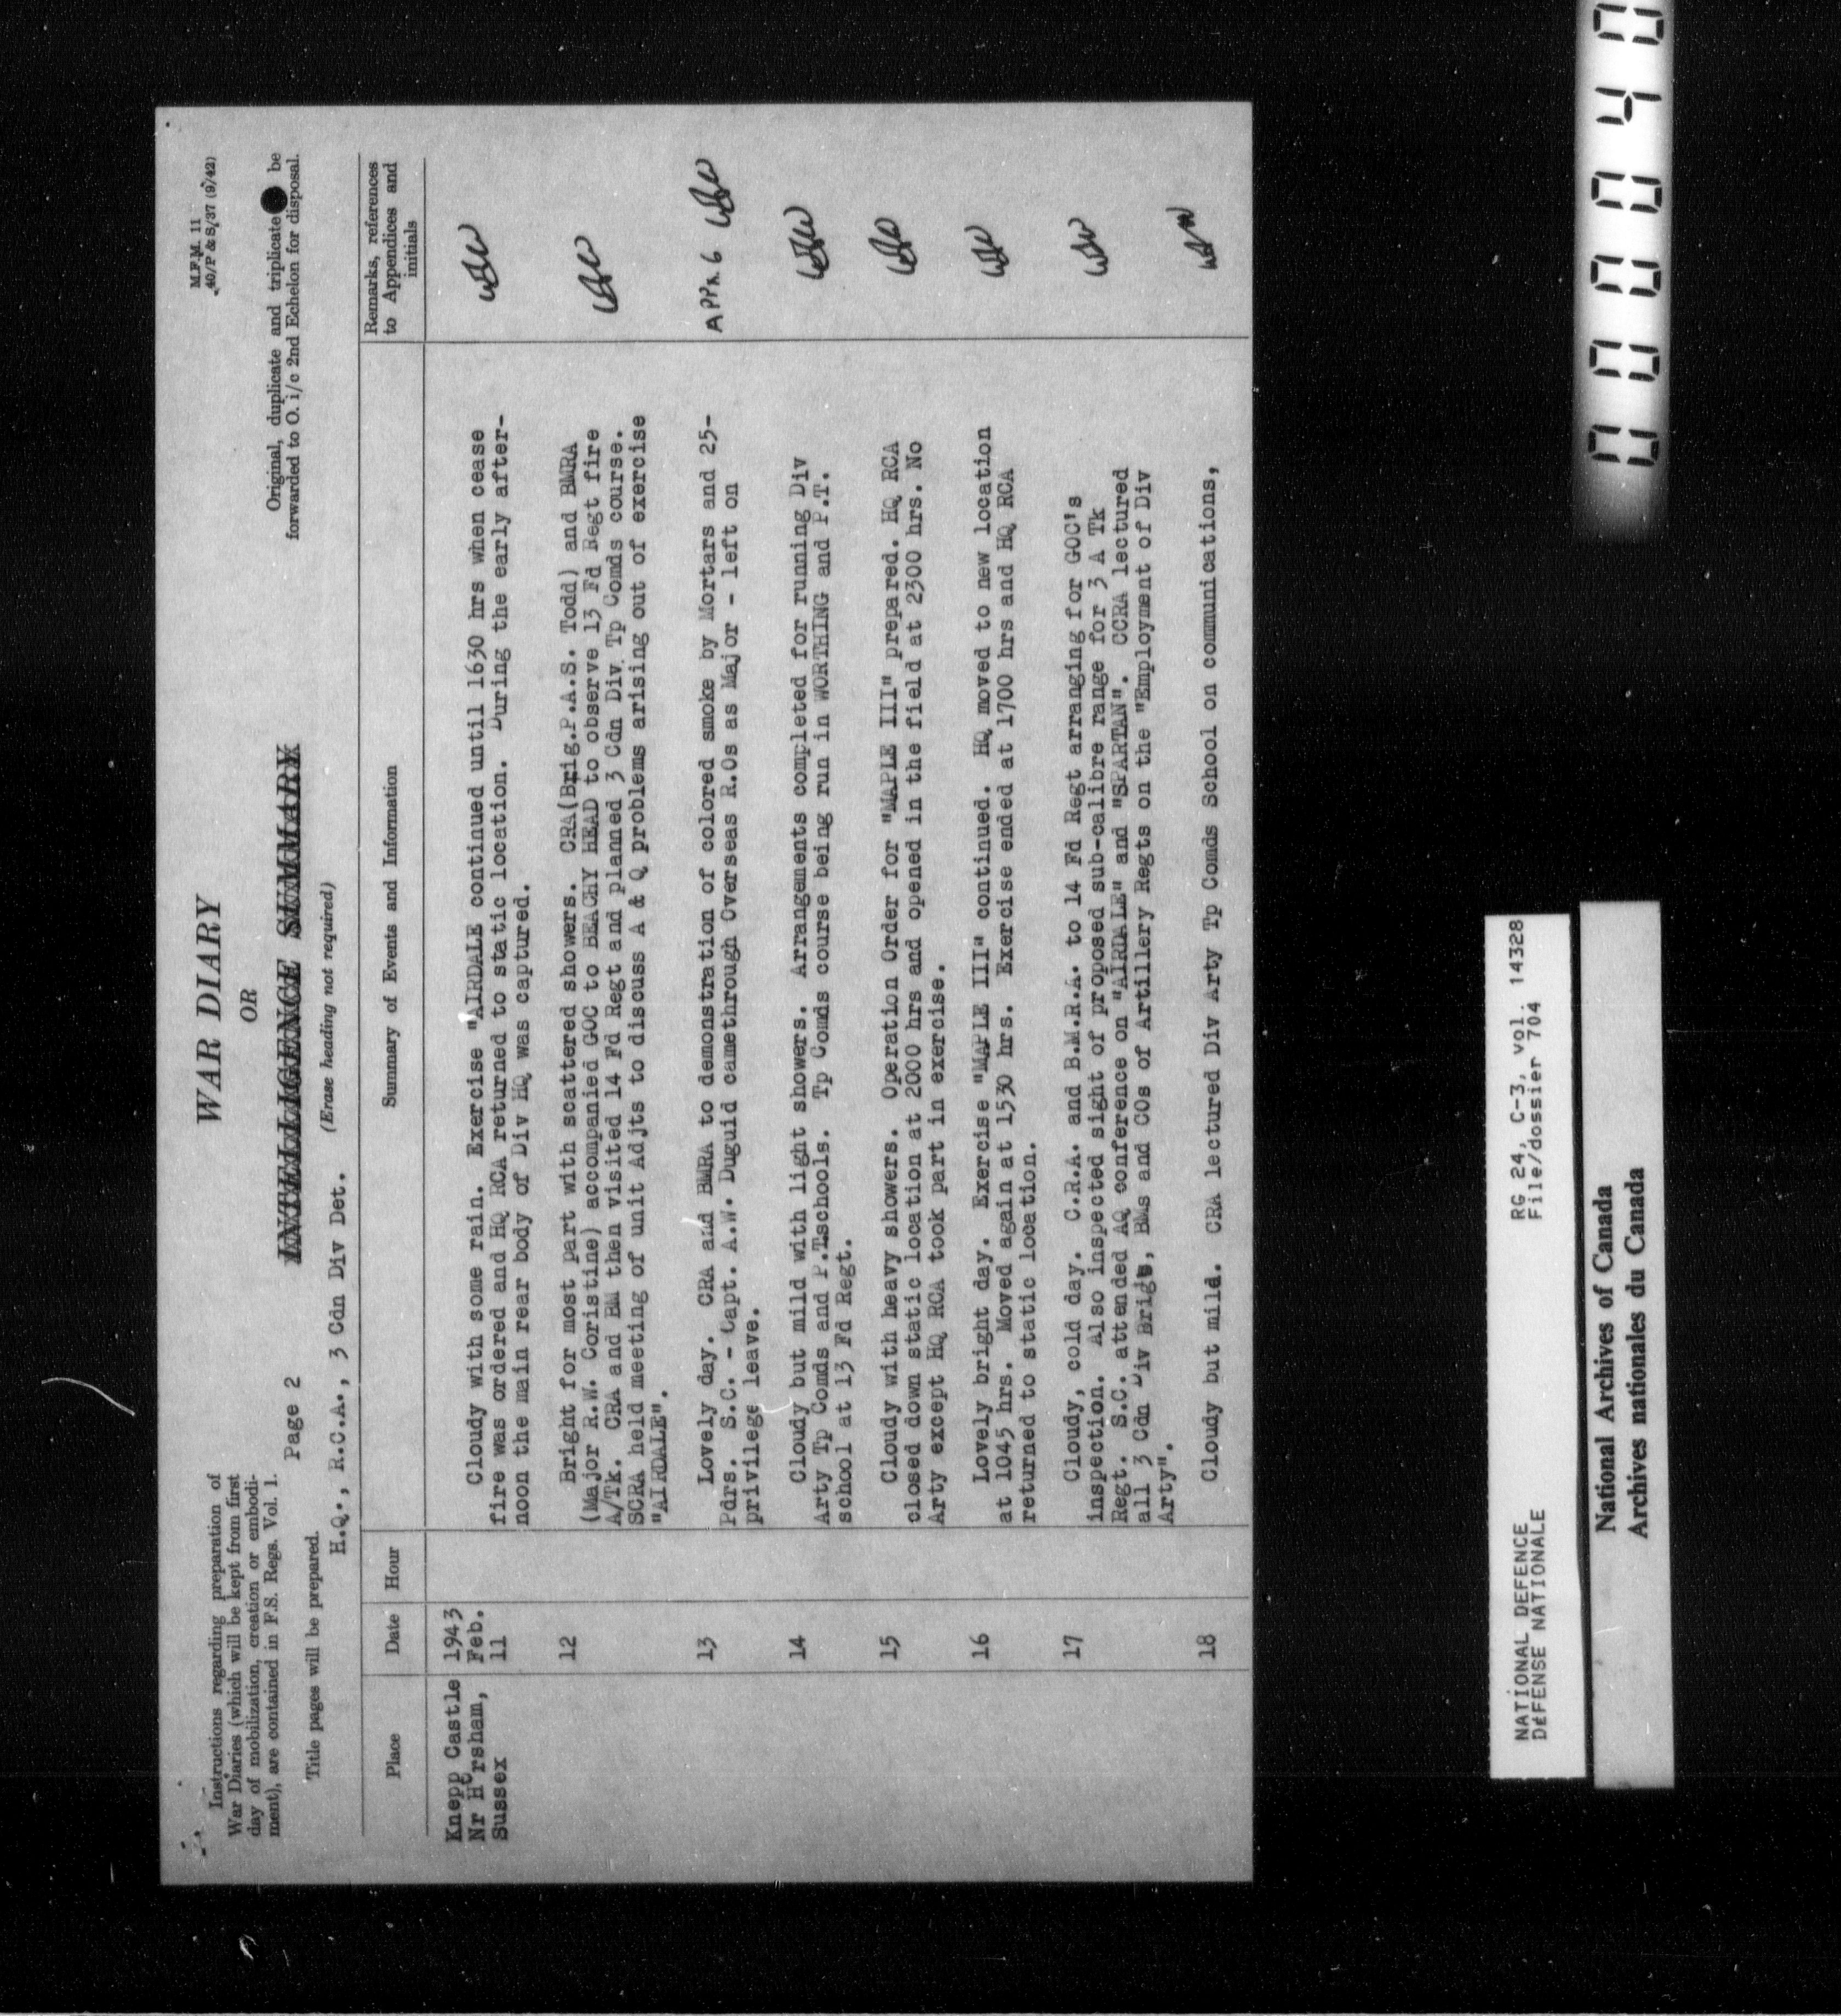 M.F.M. 11
40/P & S/37 (9/42)
Instructions regarding preparation of
War Diaries (which will be kept from first
day of mobilization, creation or embodi-
ment), are contained in F.S. Regs. Vol. 1.
Title pages will be prepared.
WAR DIARY
OR
INTELLIGENCE SUMMARY
(Erase heading not required)
Original, duplicate and triplicate be
forwarded to O. i/c 2nd Echelon for disposal.
Page 2
H.Q., R.C.A., 3 Cdn Div Det.
Place
Date
Hour
Summary of Events and Information
Remarks, references
to Appendices and
initials
Knepp Castle
Nr Horsham,
Sussex
1943
Feb.
11
Cloudy with some rain. Exercise "AIRDALE continued until 1630 hrs when cease
fire was ordered and HQ RCA returned to static location. During the early after-
noon the main rear body of Div HQ was captured.
12
Bright for most part with scattered showers. CRA(Brig.P.A.S. Todd) and BMRA
(Major R.W. Coristine) accompanied GOC to BEACHY HEAD to observe 13 Fd Regt fire
A/Tk. CRA and BM then visited 14 Fd Regt and planned 3 Cdn Div Tp Comds course.
SCRA held meeting of unit Adjts to discuss A & Q problems arising out of exercise
"AIRDALE".
13
Lovely day. CRA and BMRA to demonstration of colored smoke by Mortars and 25-
Pdrs. S.C. - Capt. A.W. Duguid camethrough Overseas R.Os as Major - left on
privilege leave.
APPX. 6
14
Cloudy but mild with light showers. Arrangements completed for running Div
Arty Tp Comds and P.Tschools. Tp Comds course being run in WORTHING and P.T.
school at 13 Fd Regt.
15
Cloudy with heavy showers. Operation Order for "MAPLE III" prepared. HQ RCA
closed down static location at 2000 hrs and opened in the field at 2300 hrs. No
Arty except HQ RCA took part in exercise.
16
Lovely bright day. Exercise "MAPLE III" continued. HQ moved to new location
at 1045 hrs. Moved again at 1530 hrs. Exercise ended at 1700 hrs and HQ RCA
returned to static location.
17
Cloudy, cold day. C.R.A. and B.M.R.A. to 14 Fd Regt arranging for GOC's
inspection. Also inspected sight of proposed sub-calibre range for 3 A Tk
Regt. S.C. attended AQ conference on "AIRDALE" and "SPARTAN". CCRA lectured
all 3 Cdn Div Brigs, BMs and COs of Artillery Regts on the "Employment of Div
Arty".
18
Cloudy but mild. CRA lectured Div Arty Tp Comds School on communications,
NATIONAL DEFENCE
DÉFENSE NATIONALE
RG 24, C-3, vol. 14328
File/dossier 704
National Archives of Canada
Archives nationales du Canada
000040